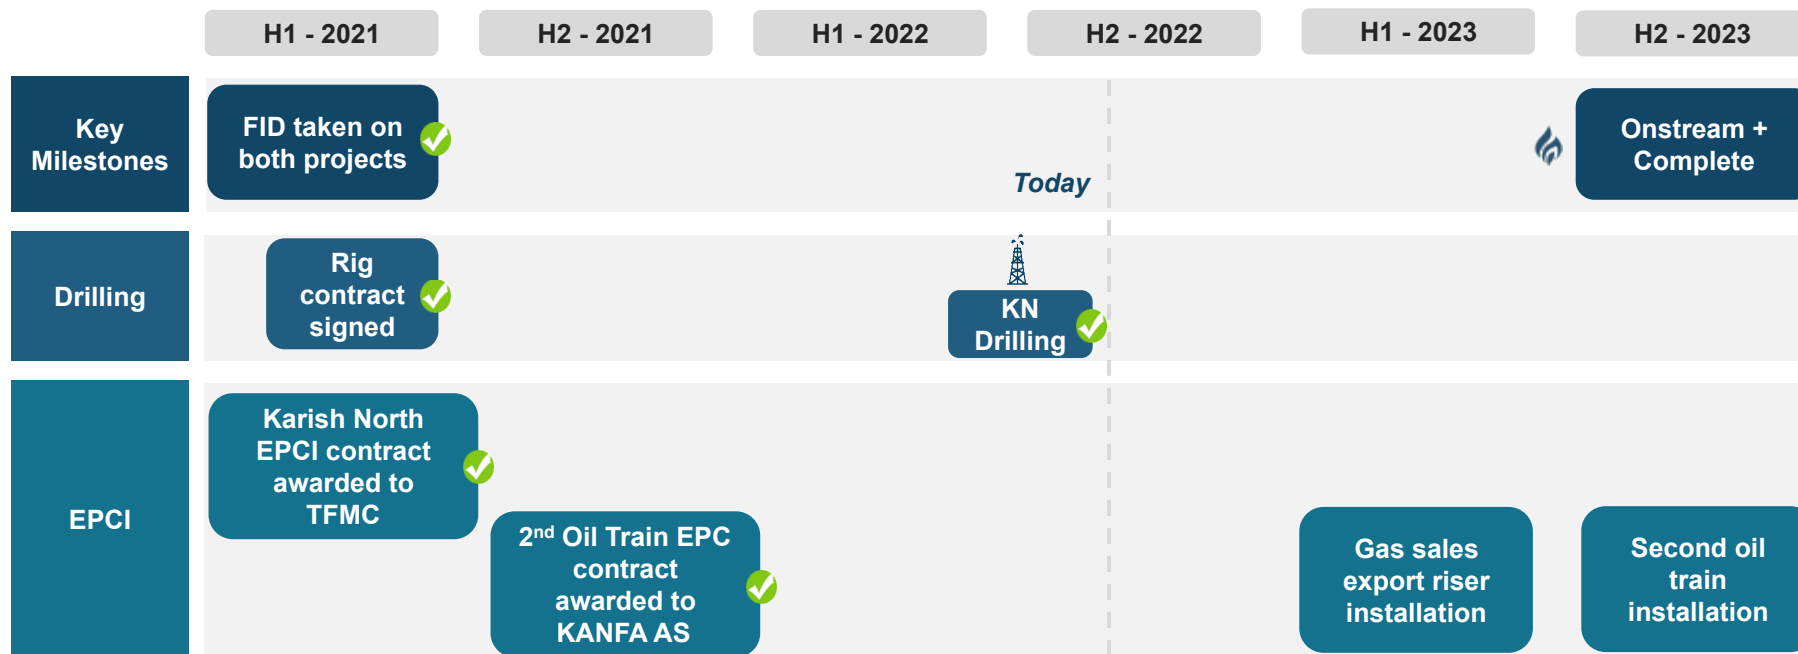 H1 - 2021
H2 - 2021
H1 - 2022
H2 - 2022
H1 - 2023
H2 - 2023
Key
Milestones
FID taken on
both projects
Today
Onstream +
Complete
Drilling
Rig
contract
signed
KN
Drilling
EPCI
Karish North
EPCI contract
awarded to
TFMC
2nd Oil Train EPC
contract
awarded to
KANFA AS
Gas sales
export riser
installation
Second oil
train
installation